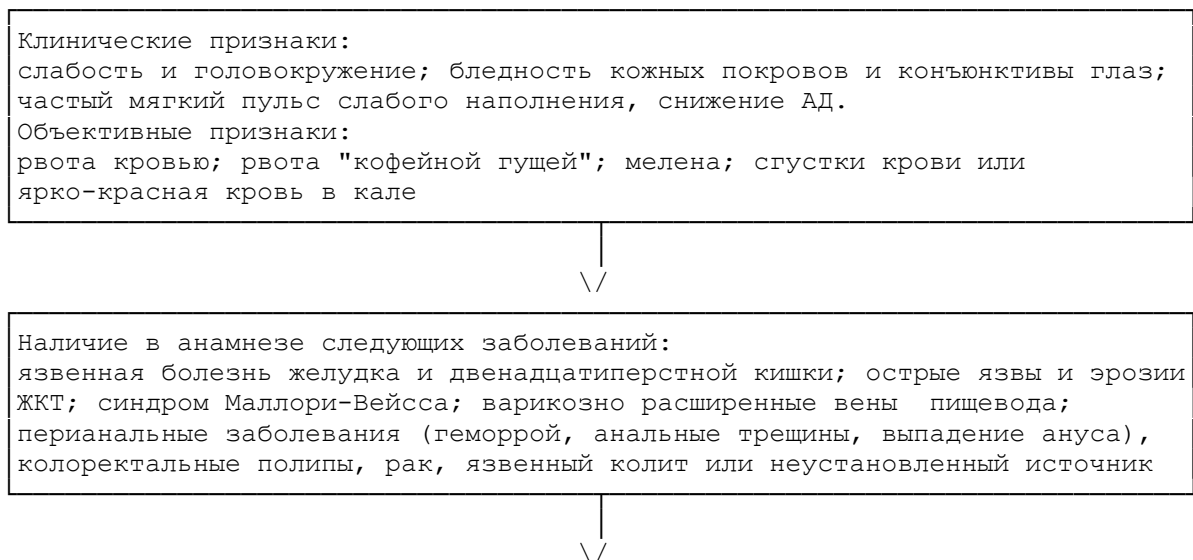 Клинические признаки:
слабость и головокружение; бледность кожных покровов и конъюнктивы глаз;
частый мягкий пульс слабого наполнения, снижение АД.
Объективные признаки:
рвота кровью; рвота "кофейной гущей"; мелена; сгустки крови или
ярко-красная кровь в кале
\/
Наличие в анамнезе следующих заболеваний:
язвенная болезнь желудка и двенадцатиперстной кишки; острые язвы и эрозии
ЖКТ; синдром Маллори-Вейсса; варикозно расширенные вены  пищевода;
перианальные заболевания (геморрой, анальные трещины, выпадение ануса),
колоректальные полипы, рак, язвенный колит или неустановленный источник
\/